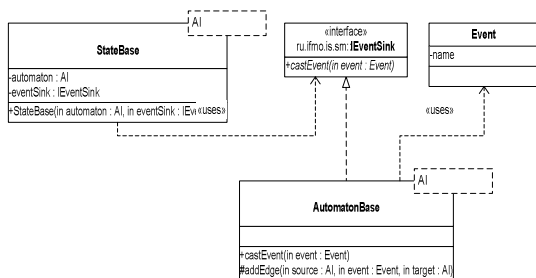 AI
StateBase
-automaton : AI
-eventSink : IEventSink
+StateBase(in automaton : AI, in eventSink : IEve
«uses»
«interface»
ru.ifmo.is.sm::IEventSink
+castEvent(in event : Event)
Event
-name
«uses»
AI
AutomatonBase
+castEvent(in event : Event)
#addEdge(in source : AI, in event : Event, in target : AI)